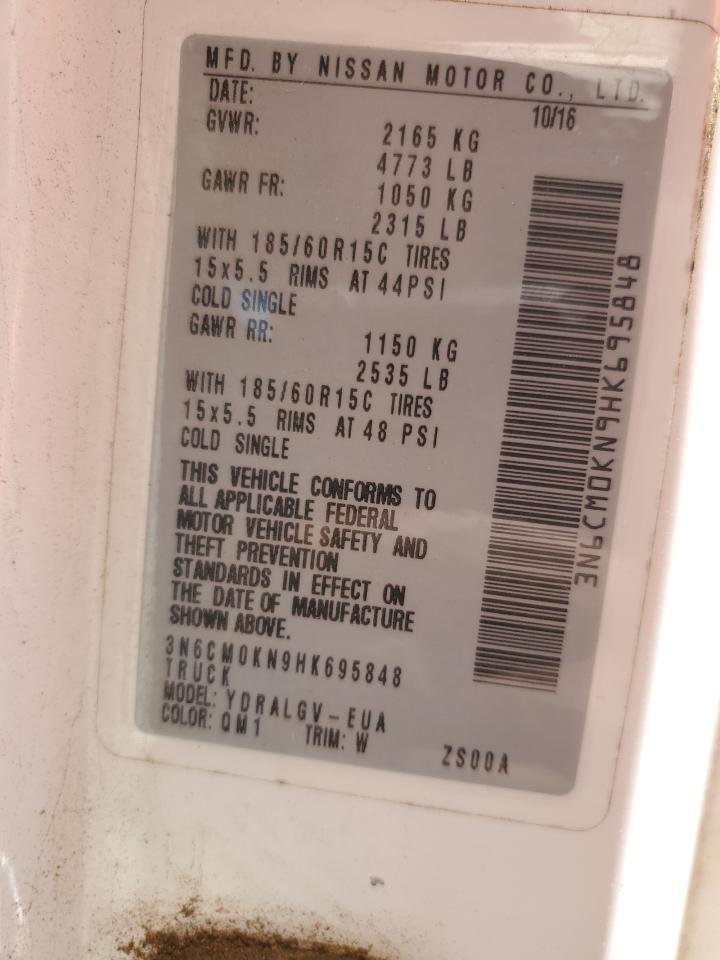 MFD. BY NISSAN MOTOR CO., LTD.
DATE: 10/16
GVWR: 2165 KG
4773 LB
GAWR FR: 1050 KG
2315 LB
WITH 185/60R15C TIRES
15x5.5 RIMS AT 44PSI
COLD SINGLE
GAWR RR: 1150 KG
2535 LB
WITH 185/60R15C TIRES
15x5.5 RIMS AT 48 PSI
COLD SINGLE
THIS VEHICLE CONFORMS TO
ALL APPLICABLE FEDERAL
MOTOR VEHICLE SAFETY AND
THEFT PREVENTION
STANDARDS IN EFFECT ON
THE DATE OF MANUFACTURE
SHOWN ABOVE.
3N6CM0KN9HK695848
TRUCK
MODEL: YDRALGV-EUA
COLOR: QM1 TRIM: W ZS00A
3N6CM0KN9HK695848